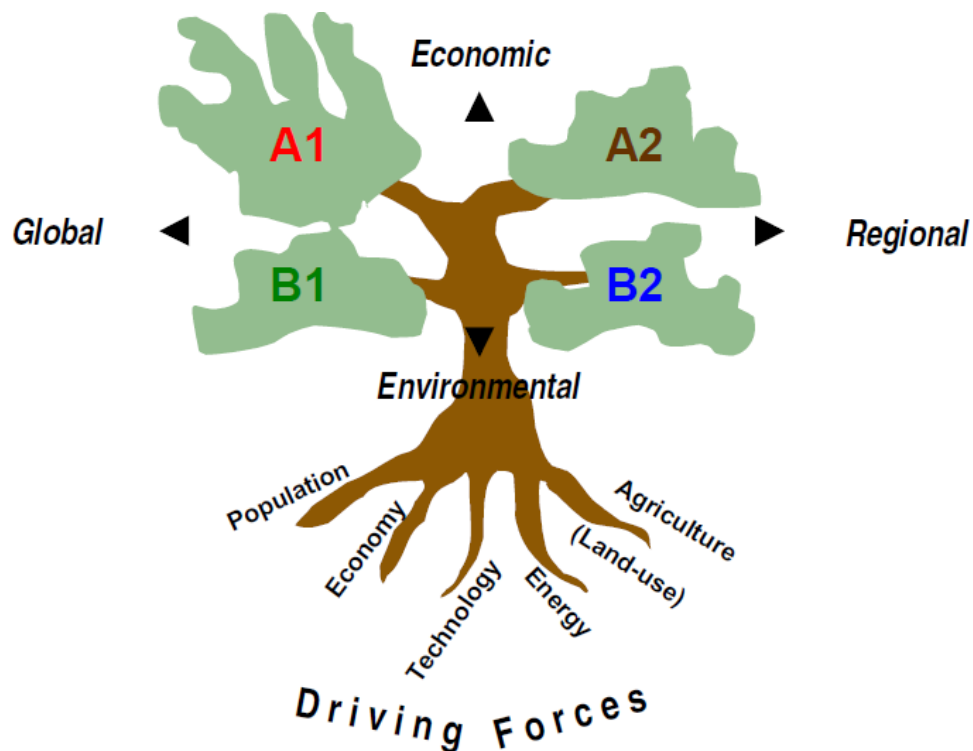 Economic
A1
A2
Global
Regional
B1
B2
Environmental
Population
Economy
Technology
Energy
Agriculture
(Land-use)
Driving Forces